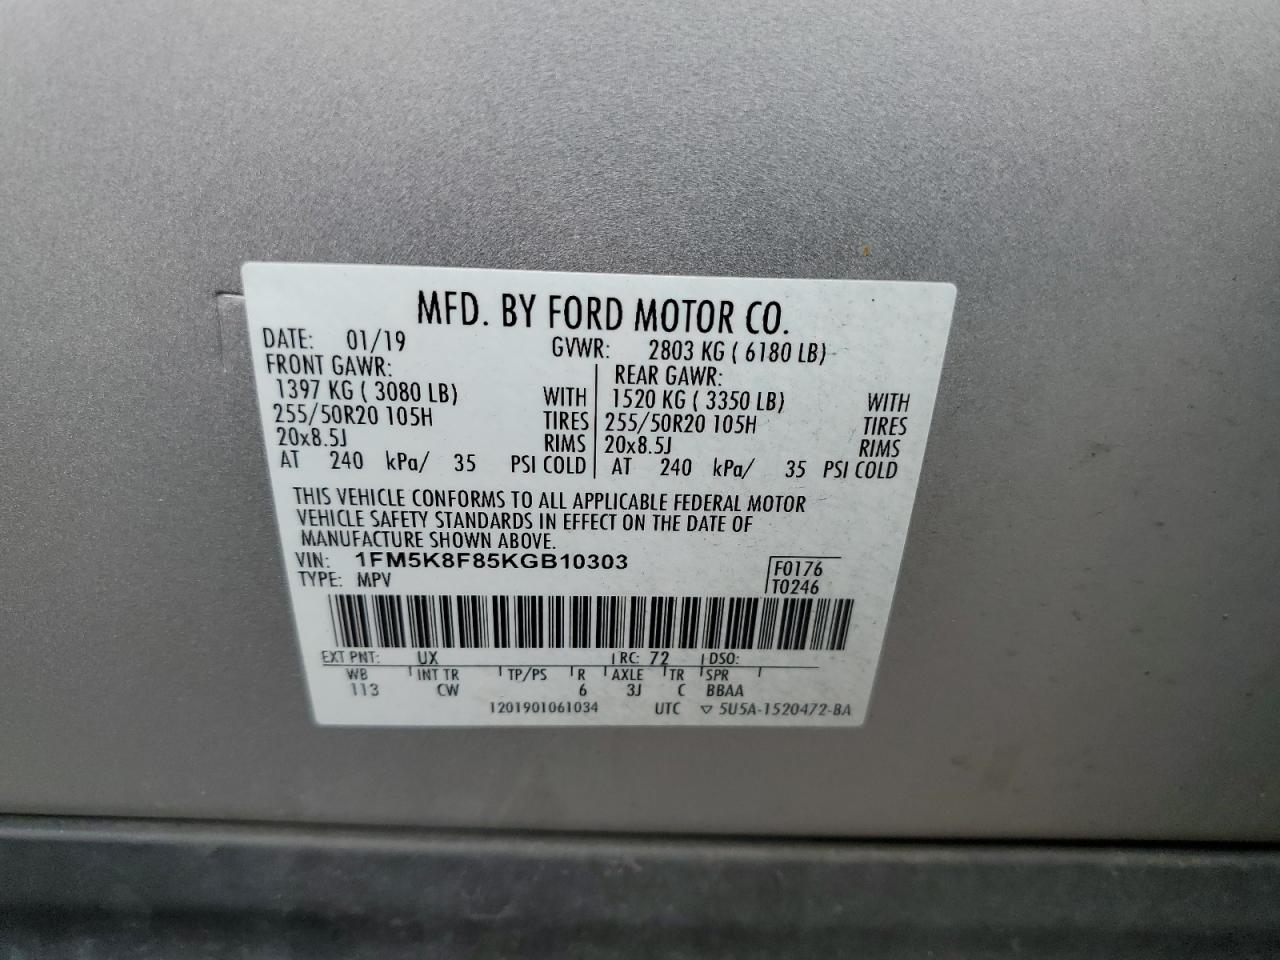 MFD. BY FORD MOTOR CO.
DATE: 01/19 GVWR: 2803 KG ( 6180 LB)
FRONT GAWR: REAR GAWR:
1397 KG ( 3080 LB) WITH 1520 KG ( 3350 LB) WITH
255/50R20 105H TIRES 255/50R20 105H TIRES
20x8.5J RIMS 20x8.5J RIMS
AT 240 kPa/ 35 PSI COLD AT 240 kPa/ 35 PSI COLD
THIS VEHICLE CONFORMS TO ALL APPLICABLE FEDERAL MOTOR
VEHICLE SAFETY STANDARDS IN EFFECT ON THE DATE OF
MANUFACTURE SHOWN ABOVE.
VIN: 1FM5K8F85KGB10303 F0176
TYPE: MPV T0246
EXT PNT: UX RC: 72 DSO:
WB INT TR TP/PS R AXLE TR SPR
113 CW 6 3J C BBAA
1201901061034 UTC ▽ 5U5A-1520472-BA